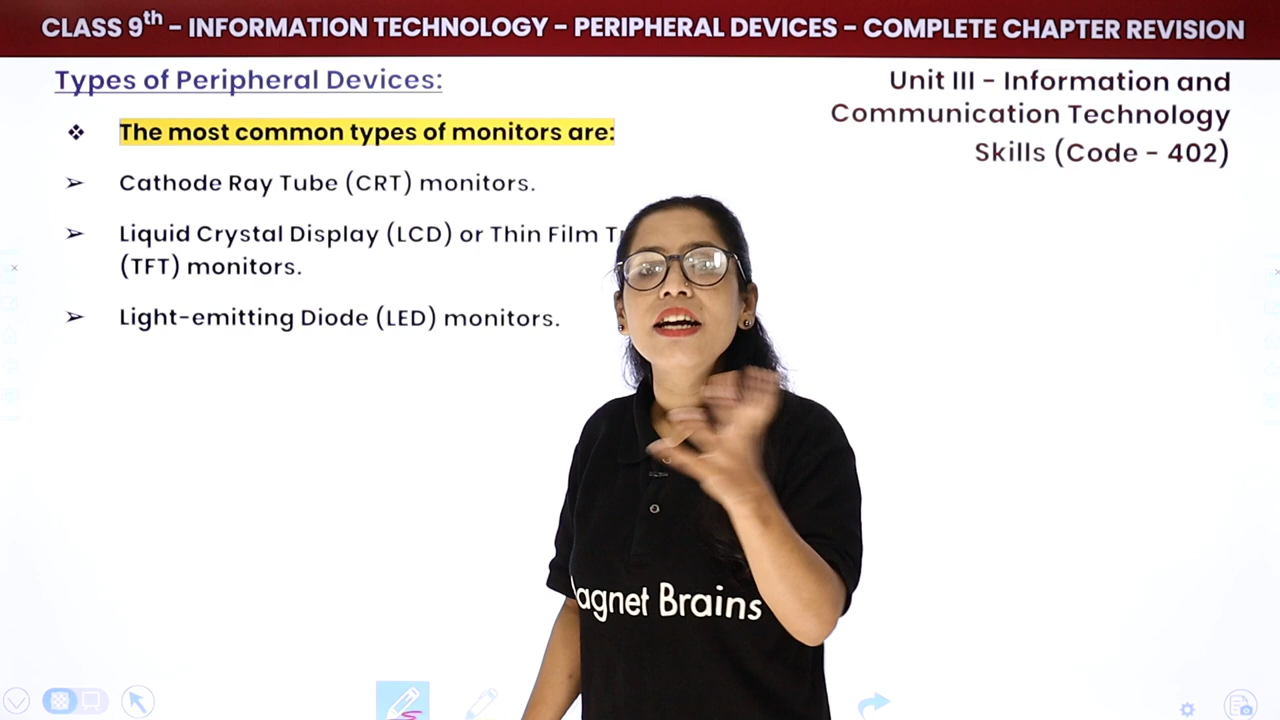 CLASS 9th – INFORMATION TECHNOLOGY – PERIPHERAL DEVICES – COMPLETE CHAPTER REVISION
Types of Peripheral Devices:
Unit III – Information and
Communication Technology
Skills (Code – 402)
❖ The most common types of monitors are:
➢ Cathode Ray Tube (CRT) monitors.
➢ Liquid Crystal Display (LCD) or Thin Film
(TFT) monitors.
➢ Light-emitting Diode (LED) monitors.
agnet Brains